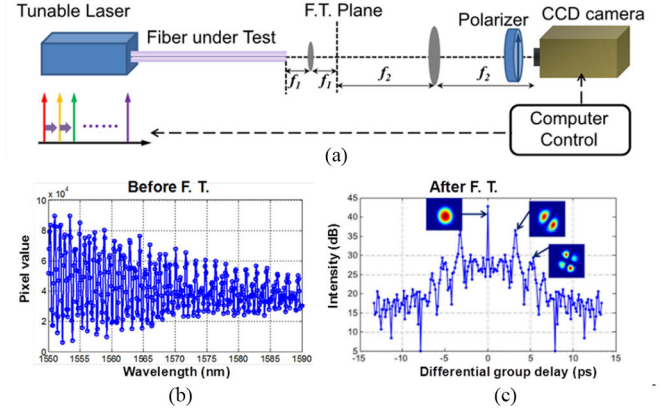 Tunable Laser
Fiber under Test
F.T. Plane
Polarizer
CCD camera
f1
f1
f2
f2
Computer
Control
(a)
Before F. T.
x 10^4
Pixel value
10
8
6
4
2
0
1550 1555 1560 1565 1570 1575 1580 1585 1590
Wavelength (nm)
(b)
After F. T.
Intensity (dB)
45
40
35
30
25
20
15
10
5
-15 -10 -5 0 5 10 15
Differential group delay (ps)
(c)